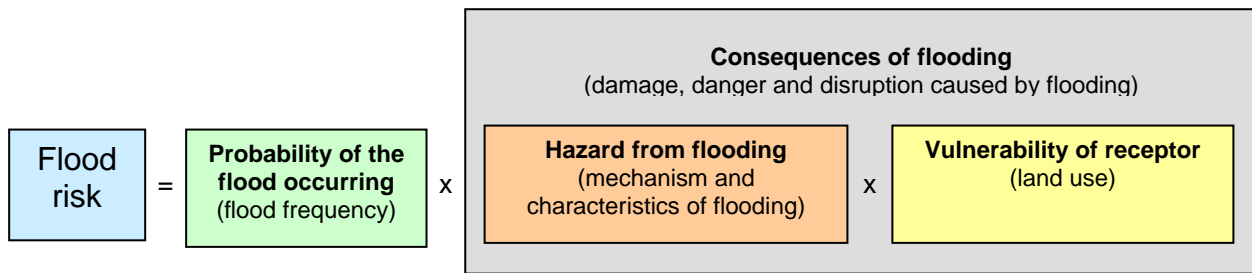 Consequences of flooding
(damage, danger and disruption caused by flooding)
Flood
risk
=
Probability of the
flood occurring
(flood frequency)
x
Hazard from flooding
(mechanism and
characteristics of flooding)
x
Vulnerability of receptor
(land use)